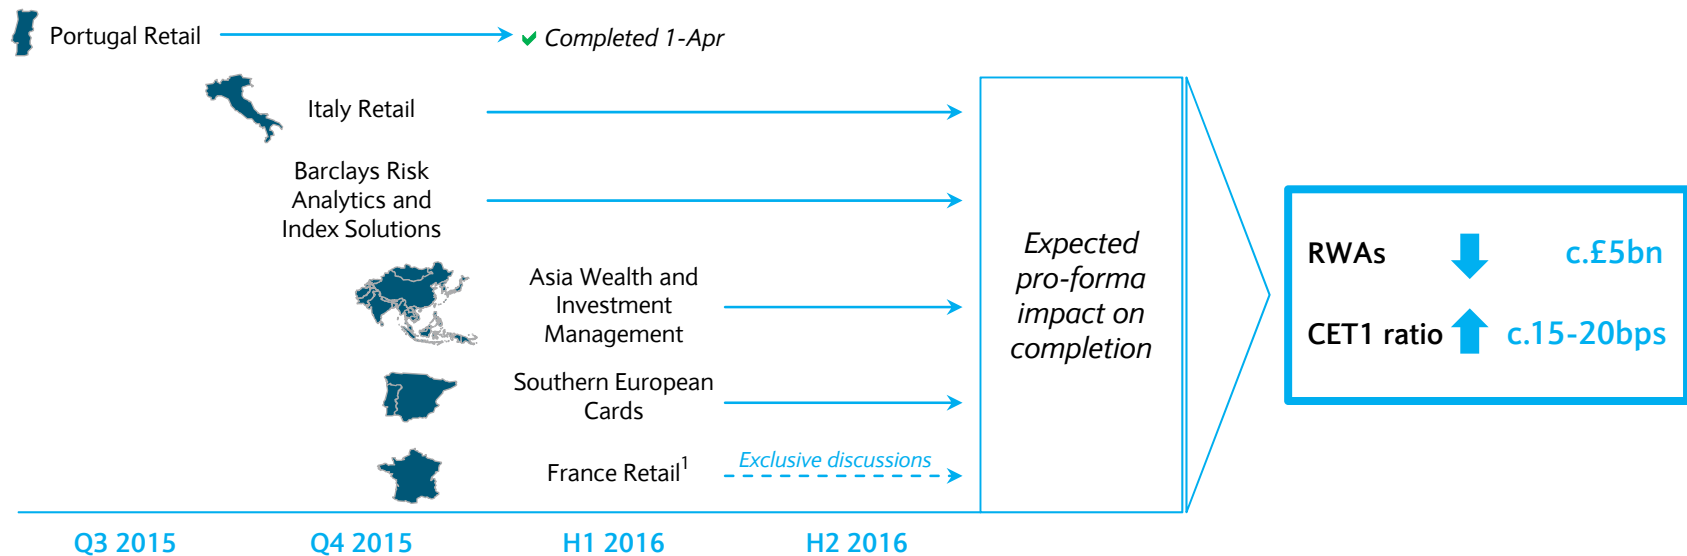 Portugal Retail
Completed 1-Apr
Italy Retail
Barclays Risk
Analytics and
Index Solutions
Asia Wealth and
Investment
Management
Southern European
Cards
France Retail¹
Exclusive discussions
Expected
pro-forma
impact on
completion
RWAs c.£5bn
CET1 ratio c.15-20bps
Q3 2015 Q4 2015 H1 2016 H2 2016